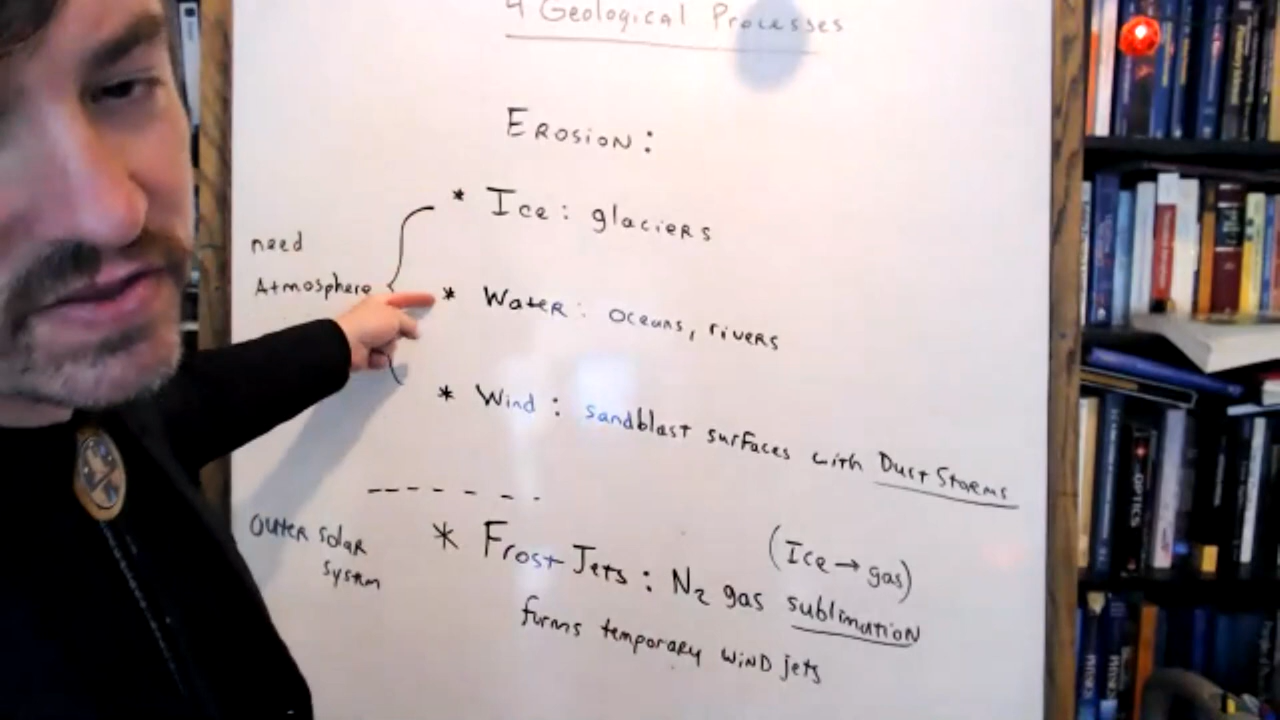 4 Geological Processes
Erosion:
* Ice: glaciers
need
Atmosphere
* Water: oceans, rivers
* Wind: sandblast surfaces with Dust Storms
Outer solar
system
(Ice → gas)
* Frost Jets: N2 gas sublimation
forms temporary wind jets
OPTICS